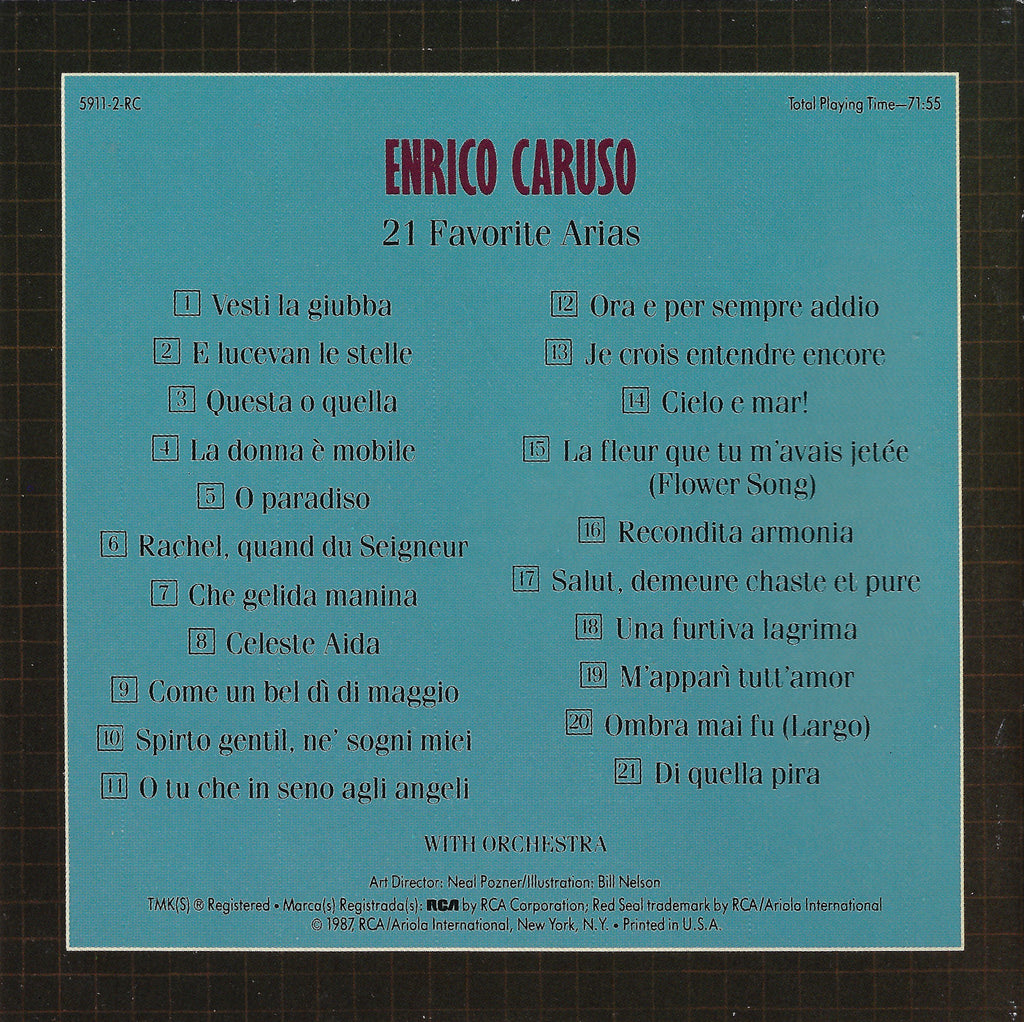 5911-2-RC
Total Playing Time—71:55
ENRICO CARUSO
21 Favorite Arias
1 Vesti la giubba
2 E lucevan le stelle
3 Questa o quella
4 La donna è mobile
5 O paradiso
6 Rachel, quand du Seigneur
7 Che gelida manina
8 Celeste Aida
9 Come un bel dì di maggio
10 Spirto gentil, ne' sogni miei
11 O tu che in seno agli angeli
12 Ora e per sempre addio
13 Je crois entendre encore
14 Cielo e mar!
15 La fleur que tu m'avais jetée
(Flower Song)
16 Recondita armonia
17 Salut, demeure chaste et pure
18 Una furtiva lagrima
19 M'apparì tutt'amor
20 Ombra mai fu (Largo)
21 Di quella pira
WITH ORCHESTRA
Art Director: Neal Pozner/Illustration: Bill Nelson
TMK(S) ® Registered • Marca(s) Registrada(s): RCA by RCA Corporation; Red Seal trademark by RCA/Ariola International
© 1987, RCA/Ariola International, New York, N.Y. • Printed in U.S.A.